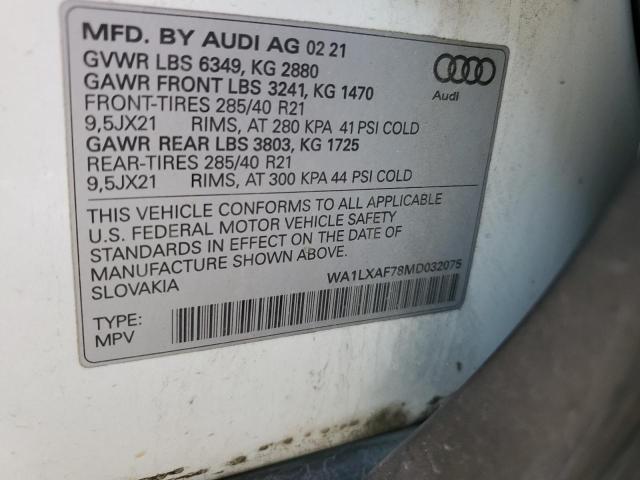 MFD. BY AUDI AG 02 21
GVWR LBS 6349, KG 2880
GAWR FRONT LBS 3241, KG 1470
FRONT-TIRES 285/40 R21
9,5JX21 RIMS, AT 280 KPA 41 PSI COLD
GAWR REAR LBS 3803, KG 1725
REAR-TIRES 285/40 R21
9,5JX21 RIMS, AT 300 KPA 44 PSI COLD
Audi
THIS VEHICLE CONFORMS TO ALL APPLICABLE
U.S. FEDERAL MOTOR VEHICLE SAFETY
STANDARDS IN EFFECT ON THE DATE OF
MANUFACTURE SHOWN ABOVE.
SLOVAKIA
WA1LXAF78MD032075
TYPE:
MPV